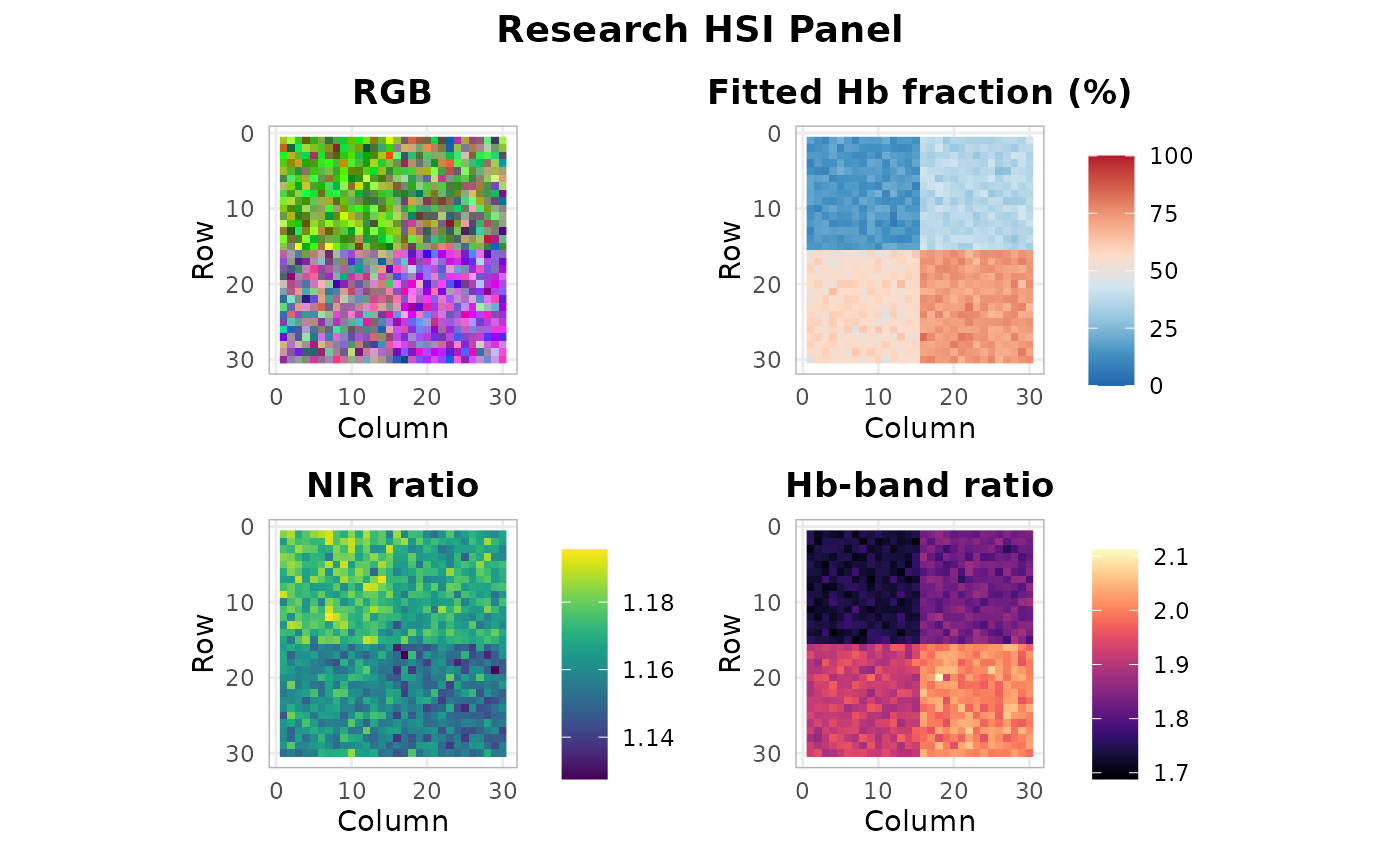 Research HSI Panel
RGB
0
10
20
30
Row
0 10 20 30
Column
Fitted Hb fraction (%)
0
10
20
30
Row
0 10 20 30
Column
100
75
50
25
0
NIR ratio
0
10
20
30
Row
0 10 20 30
Column
1.18
1.16
1.14
Hb-band ratio
0
10
20
30
Row
0 10 20 30
Column
2.1
2.0
1.9
1.8
1.7